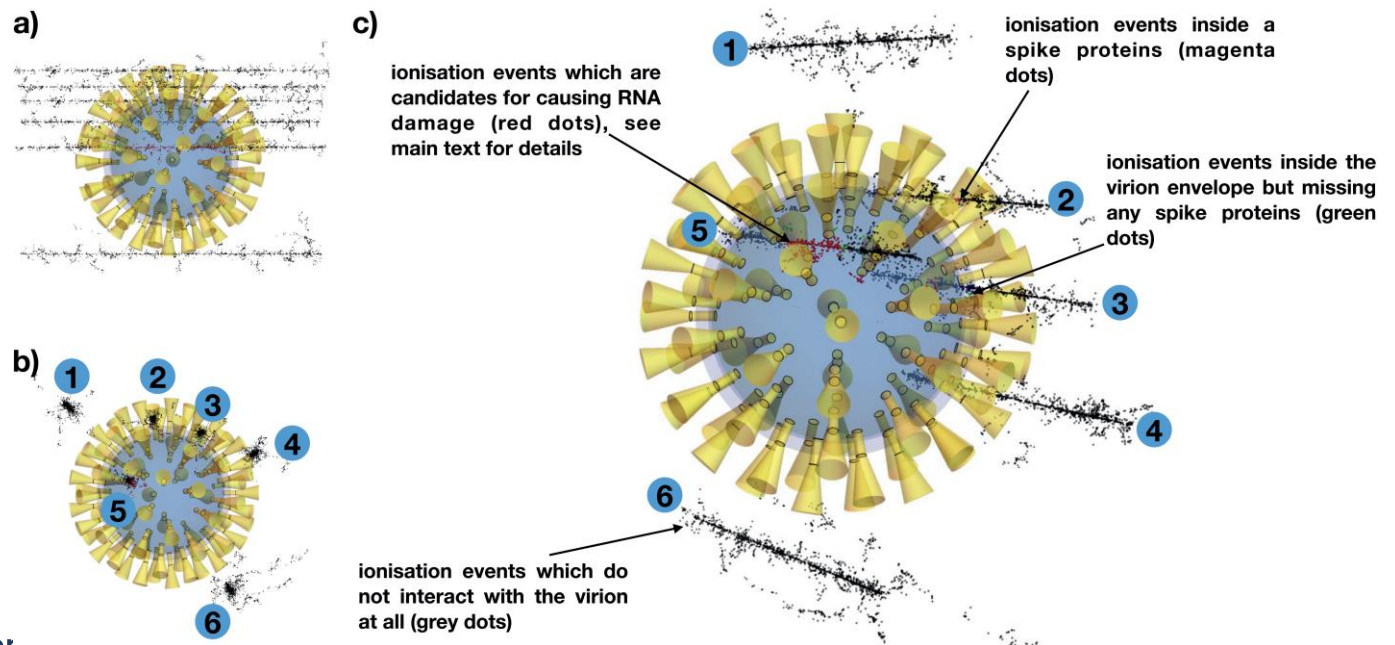 a)
c)
1
ionisation events inside a
spike proteins (magenta
dots)
ionisation events which are
candidates for causing RNA
damage (red dots), see
main text for details
ionisation events inside the
virion envelope but missing
any spike proteins (green
dots)
2
5
3
4
b)
1
2
3
4
5
6
6
ionisation events which do
not interact with the virion
at all (grey dots)